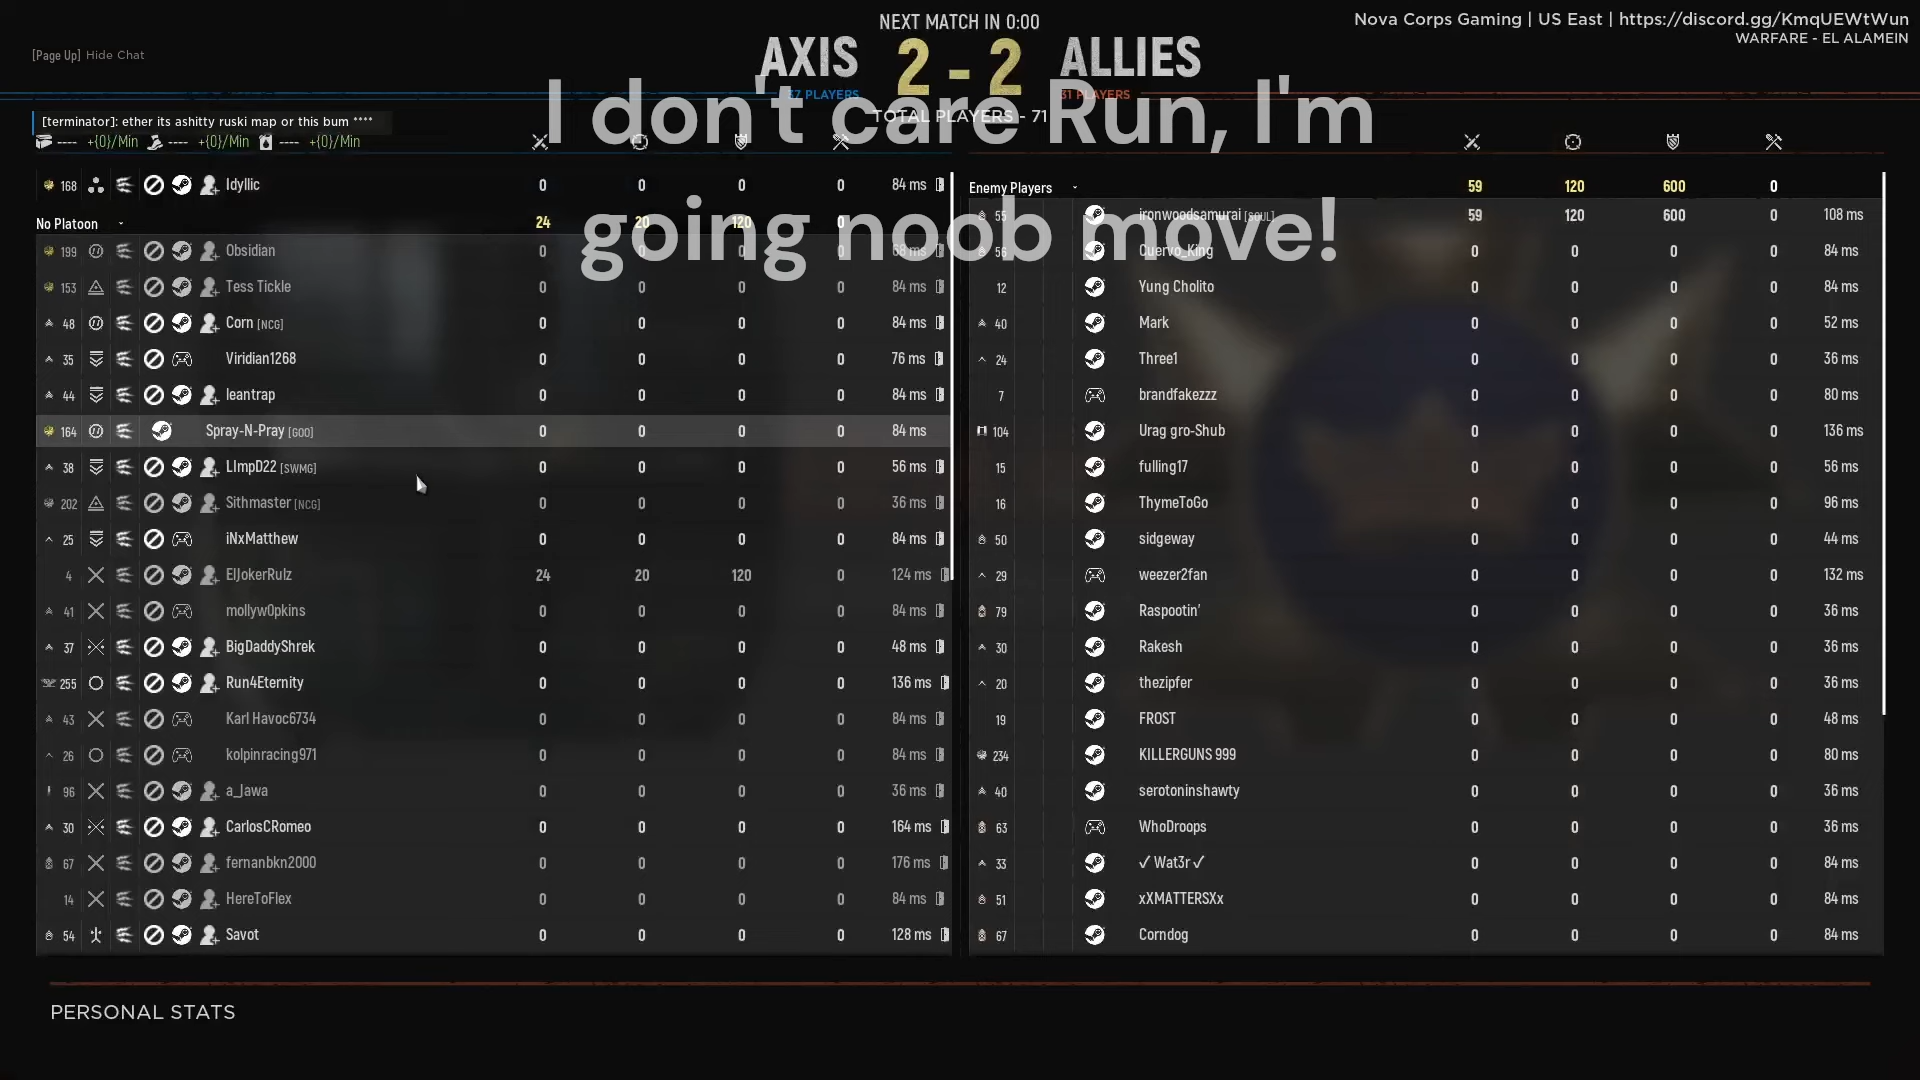 NEXT MATCH IN 0:00
Nova Corps Gaming | US East | https://discord.gg/KmqUEWtWun
WARFARE - EL ALAMEIN
[Page Up] Hide Chat
AXIS 2 - 2 ALLIES
37 PLAYERS 31 PLAYERS
I don't care Run, I'm
TOTAL PLAYERS - 71
[terminator]: ether its ashitty ruski map or this bum ****
---- +{0}/Min ---- +{0}/Min ---- +{0}/Min
going noob move!
168 Idyllic 0 0 0 0 84 ms
No Platoon 24 20 120 0
199 Obsidian 0 0 0 0 68 ms
153 Tess Tickle 0 0 0 0 84 ms
48 Corn [NCG] 0 0 0 0 84 ms
35 Viridian1268 0 0 0 0 76 ms
44 leantrap 0 0 0 0 84 ms
164 Spray-N-Pray [GOO] 0 0 0 0 84 ms
38 LImpD22 [SWMG] 0 0 0 0 56 ms
202 Sithmaster [NCG] 0 0 0 0 36 ms
25 iNxMatthew 0 0 0 0 84 ms
4 ElJokerRulz 24 20 120 0 124 ms
41 mollyw0pkins 0 0 0 0 84 ms
37 BigDaddyShrek 0 0 0 0 48 ms
255 Run4Eternity 0 0 0 0 136 ms
43 Karl Havoc6734 0 0 0 0 84 ms
26 kolpinracing971 0 0 0 0 84 ms
96 a_Jawa 0 0 0 0 36 ms
30 CarlosCRomeo 0 0 0 0 164 ms
67 fernanbkn2000 0 0 0 0 176 ms
14 HereToFlex 0 0 0 0 84 ms
54 Savot 0 0 0 0 128 ms
Enemy Players 59 120 600 0
55 ironwoodsamurai [SOUL] 59 120 600 0 108 ms
56 Cuervo_King 0 0 0 0 84 ms
12 Yung Cholito 0 0 0 0 84 ms
40 Mark 0 0 0 0 52 ms
24 Three1 0 0 0 0 36 ms
7 brandfakezzz 0 0 0 0 80 ms
104 Urag gro-Shub 0 0 0 0 136 ms
15 fulling17 0 0 0 0 56 ms
16 ThymeToGo 0 0 0 0 96 ms
50 sidgeway 0 0 0 0 44 ms
29 weezer2fan 0 0 0 0 132 ms
79 Raspootin' 0 0 0 0 36 ms
30 Rakesh 0 0 0 0 36 ms
20 thezipfer 0 0 0 0 36 ms
19 FROST 0 0 0 0 48 ms
234 KILLERGUNS 999 0 0 0 0 80 ms
40 serotoninshawty 0 0 0 0 36 ms
63 WhoDroops 0 0 0 0 36 ms
33 ✓ Wat3r ✓ 0 0 0 0 84 ms
51 xXMATTERSXx 0 0 0 0 84 ms
67 Corndog 0 0 0 0 84 ms
PERSONAL STATS